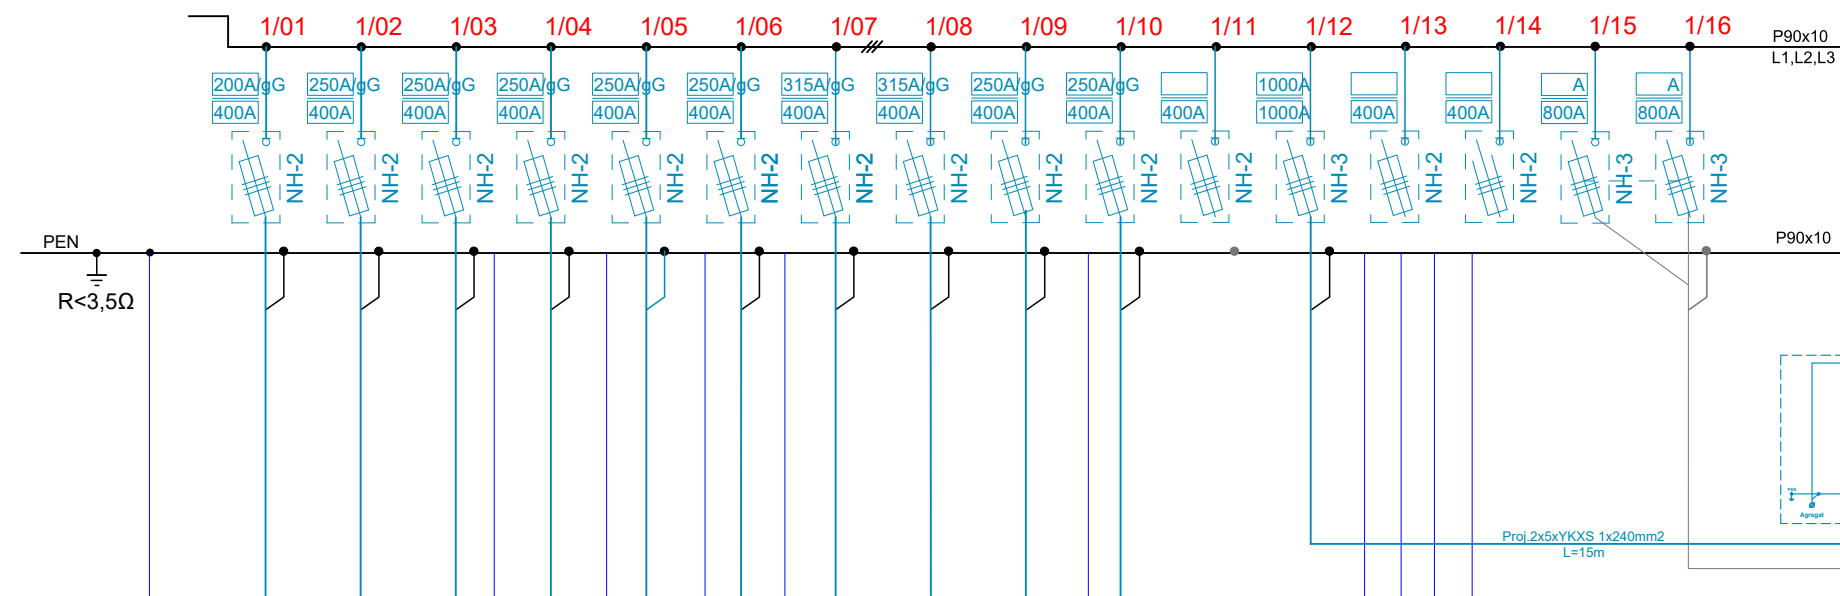 1/01 1/02 1/03 1/04 1/05 1/06 1/07 1/08 1/09 1/10 1/11 1/12 1/13 1/14 1/15 1/16
P90x10
L1,L2,L3
200A/gG 250A/gG 250A/gG 250A/gG 250A/gG 250A/gG 315A/gG 315A/gG 250A/gG 250A/gG 1000A A A
400A 400A 400A 400A 400A 400A 400A 400A 400A 400A 400A 1000A 400A 400A 800A 800A
NH-2 NH-2 NH-2 NH-2 NH-2 NH-2 NH-2 NH-2 NH-2 NH-2 NH-2 NH-3 NH-2 NH-2 NH-3 NH-3
PEN
P90x10
R<3,5Ω
PEN
Agregat
Proj.2x5xYKXS 1x240mm2
L=15m